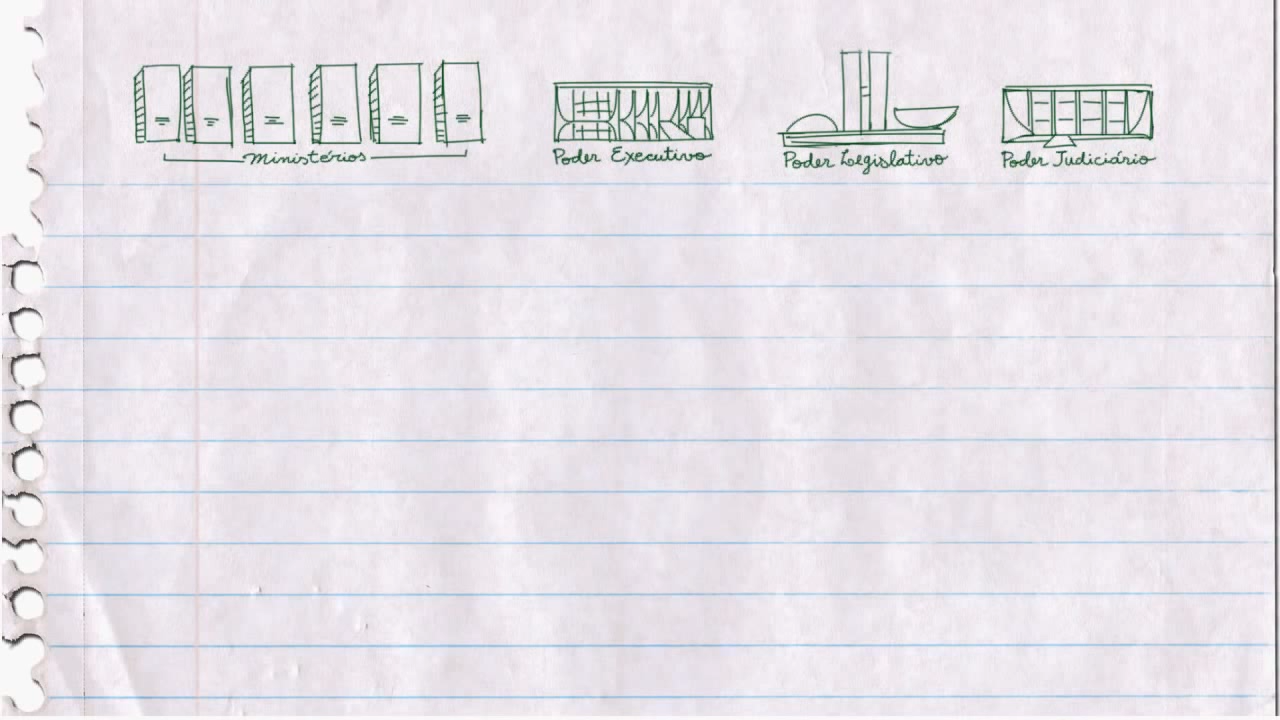 Ministérios
Poder Executivo
Poder Legislativo
Poder Judiciário